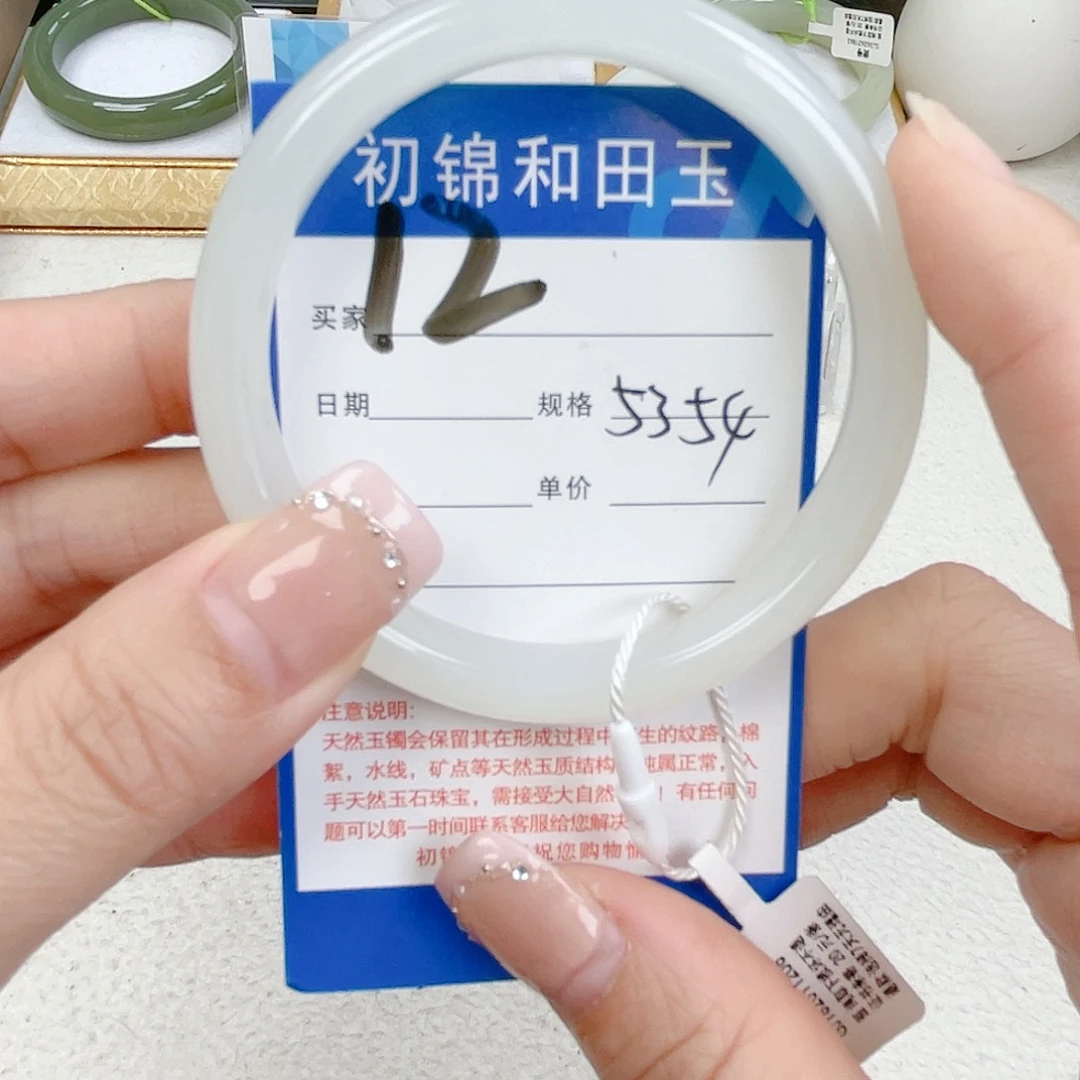 初锦和田玉
12
买家
日期 规格 5354
单价
注意说明:
天然玉镯会保留其在形成过程中 生的纹路，棉
絮，水线，矿点等天然玉质结构 纯属正常，入
手天然玉石珠宝，需接受大自然 ！有任何问
题可以第一时间联系客服给您解决
初锦 祝您购物愉